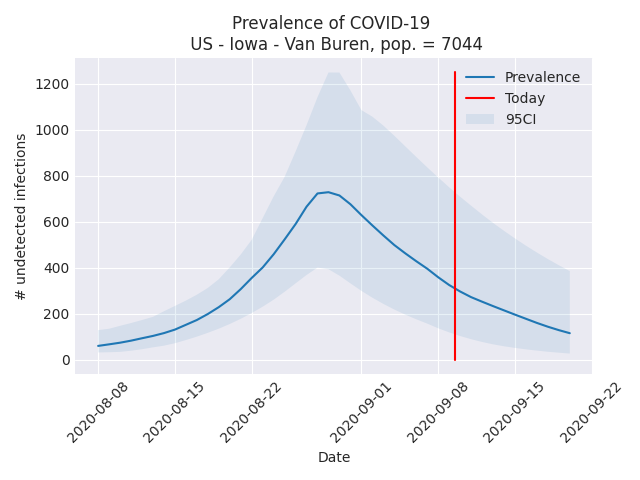 Prevalence of COVID-19
US - Iowa - Van Buren, pop. = 7044
1200
1000
800
600
400
200
0
# undetected infections
Prevalence
Today
95CI
2020-08-08
2020-08-15
2020-08-22
2020-09-01
2020-09-08
2020-09-15
2020-09-22
Date